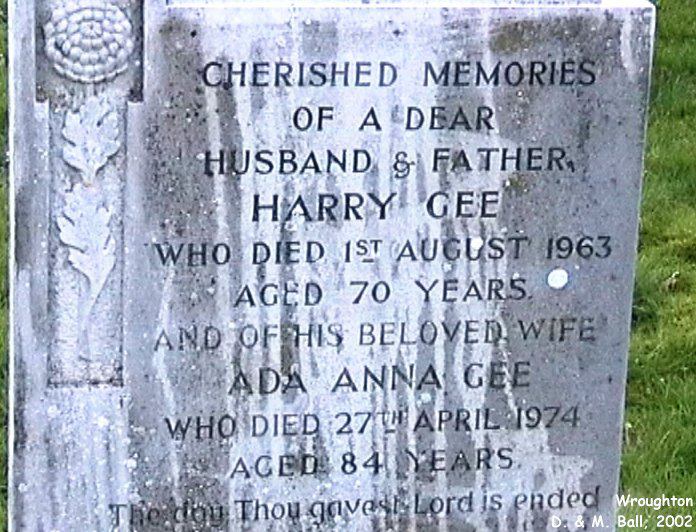 CHERISHED MEMORIES
OF A DEAR
HUSBAND & FATHER,
HARRY GEE
WHO DIED 1ST AUGUST 1963
AGED 70 YEARS.
AND OF HIS BELOVED WIFE
ADA ANNA GEE
WHO DIED 27TH APRIL 1974
AGED 84 YEARS.
The day Thou gavest Lord is ended
Wroughton
D. & M. Ball, 2002